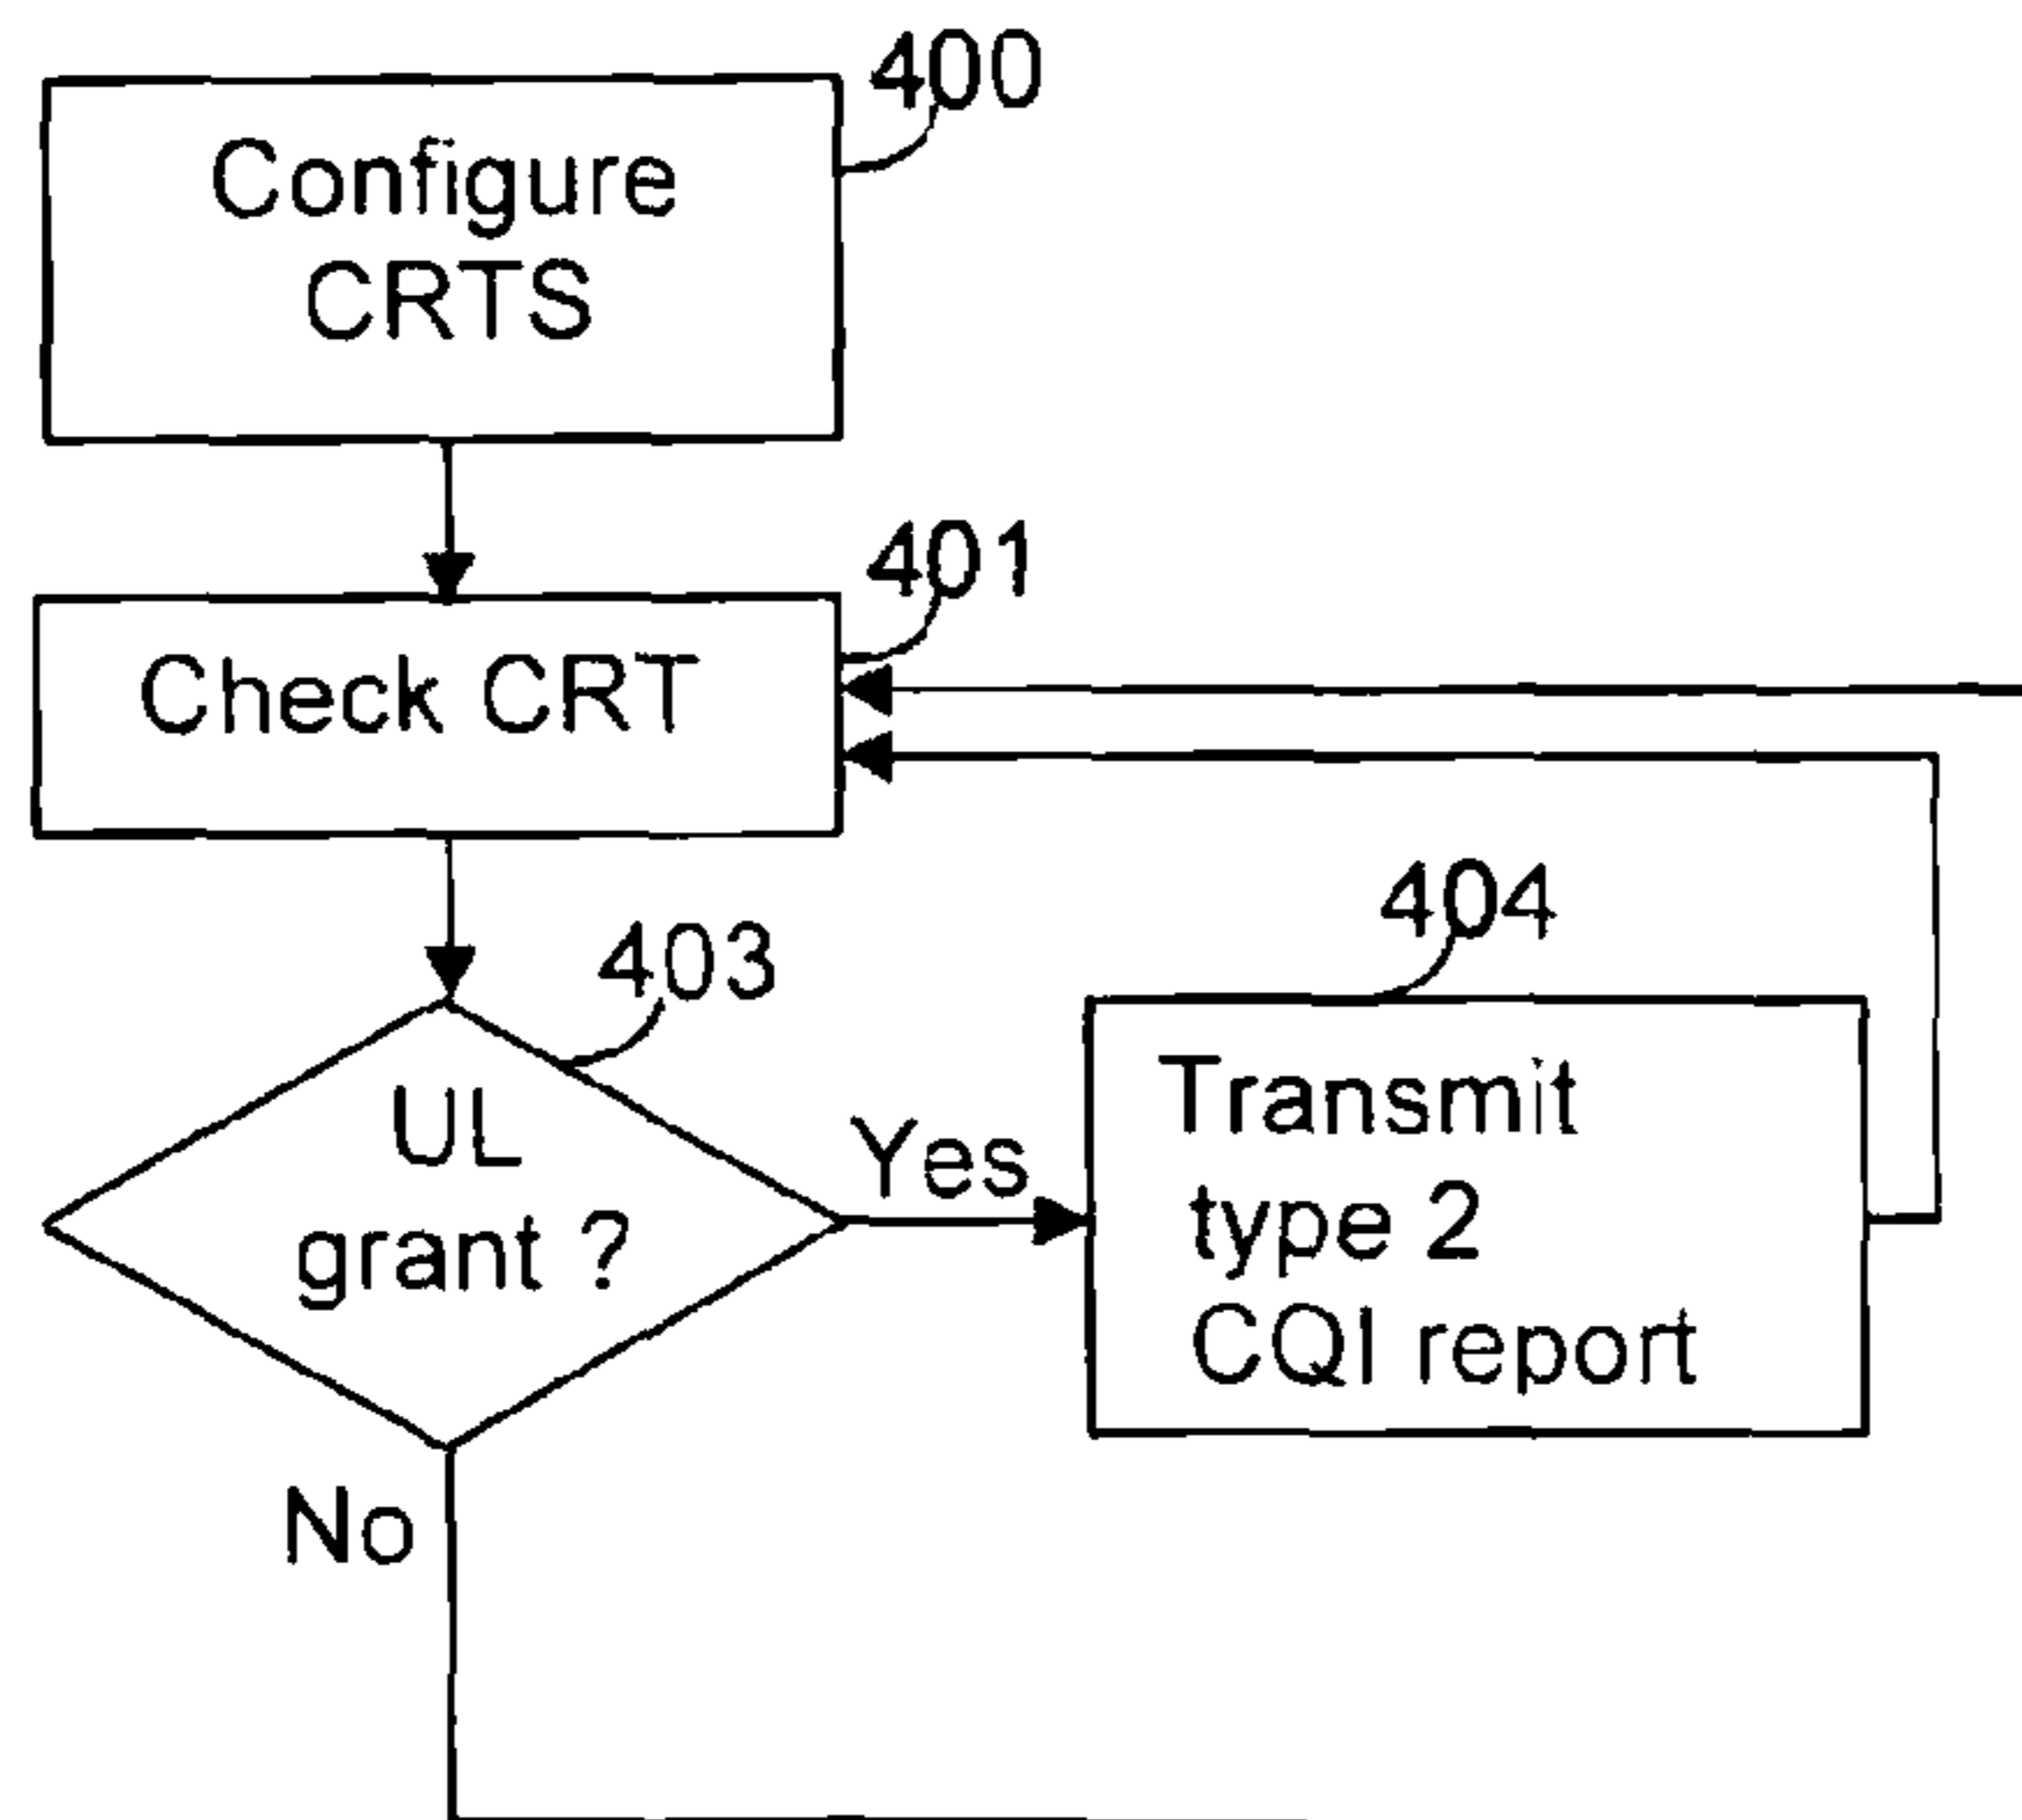 400
Configure
CRTS
401
Check CRT
403
UL
grant ?
Yes
No
404
Transmit
type 2
CQI report